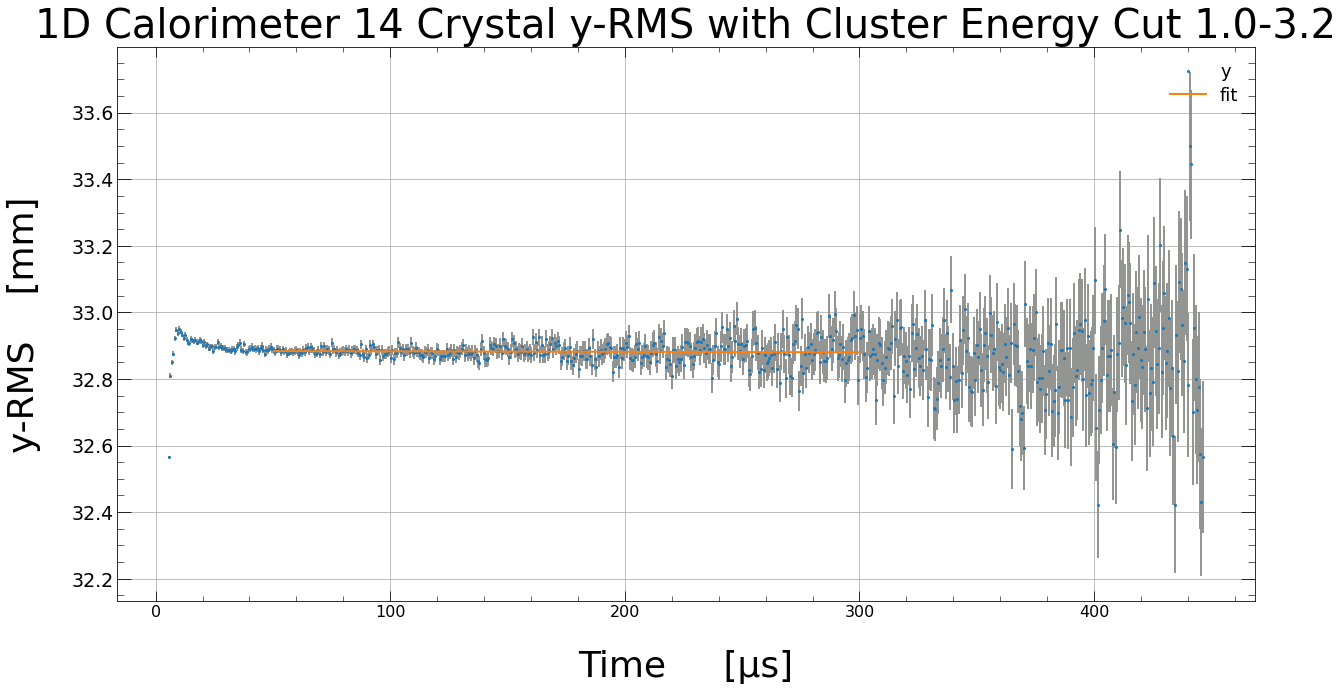 1D Calorimeter 14 Crystal y-RMS with Cluster Energy Cut 1.0-3.2
y
fit
33.6
33.4
33.2
33.0
32.8
32.6
32.4
32.2
y-RMS [mm]
0 100 200 300 400
Time [μs]